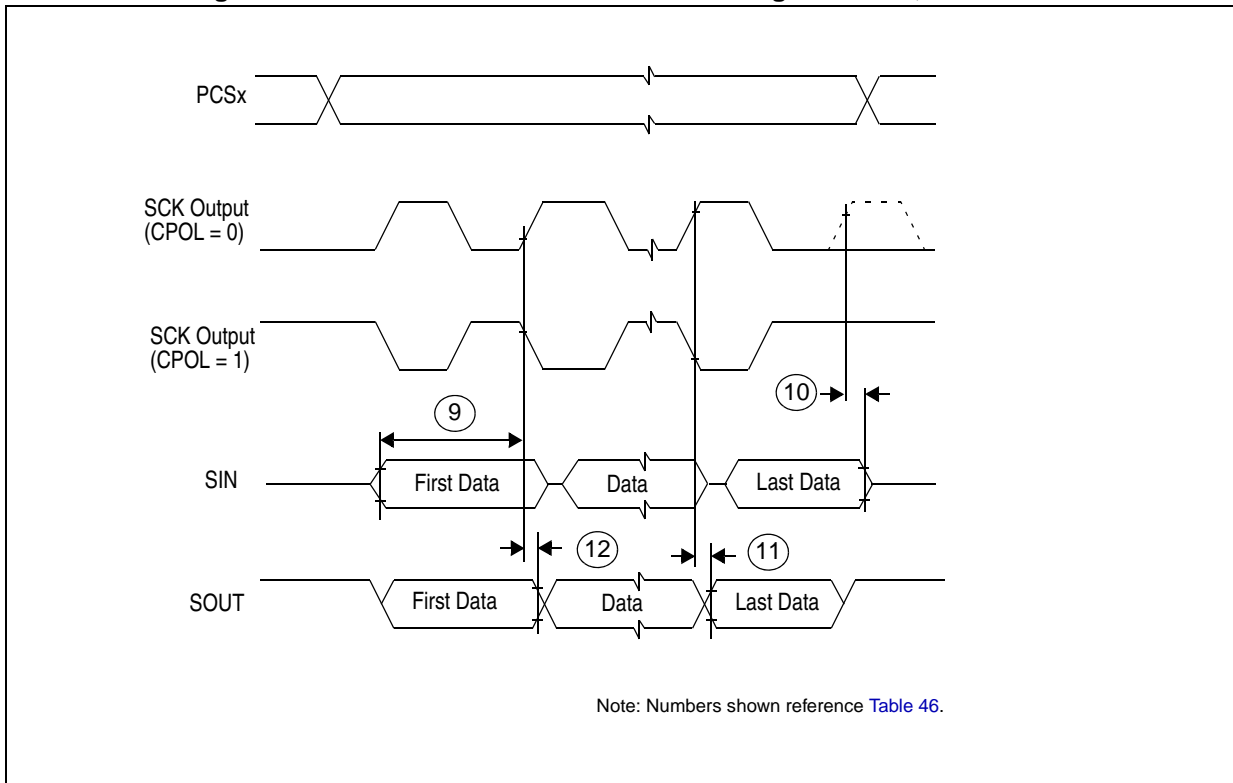 PCSx
SCK Output
(CPOL = 0)
SCK Output
(CPOL = 1)
10
9
SIN
First Data
Data
Last Data
12
11
SOUT
First Data
Data
Last Data
Note: Numbers shown reference Table 46.